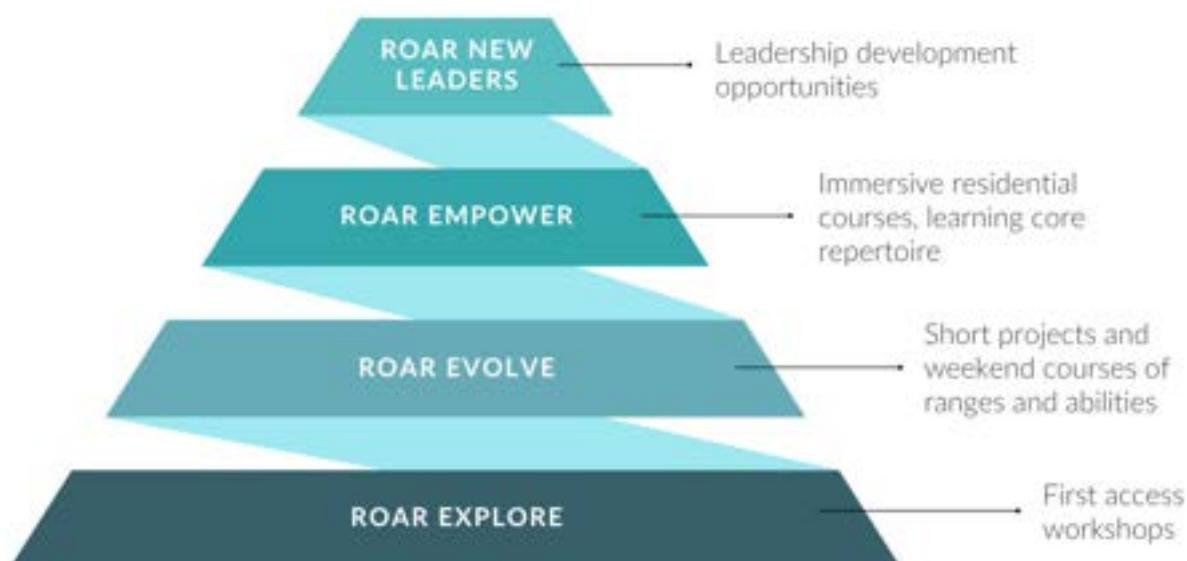 ROAR NEW
LEADERS
Leadership development
opportunities
ROAR EMPOWER
Immersive residential
courses, learning core
repertoire
ROAR EVOLVE
Short projects and
weekend courses of
ranges and abilities
ROAR EXPLORE
First access
workshops